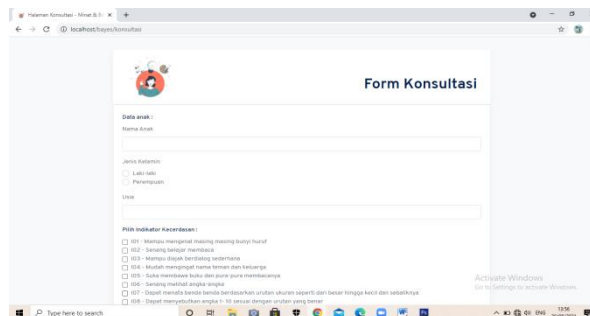 Halaman Konsultasi - Minat &
localhost/bayes/konsultasi
Form Konsultasi
Data anak :
Nama Anak
Jenis Kelamin
Laki-laki
Perempuan
Usia
Pilih Indikator Kecerdasan :
I01 - Mampu mengenal masing masing bunyi huruf
I02 - Senang belajar membaca
I03 - Mampu diajak berdialog sederhana
I04 - Mudah mengingat nama teman dan keluarga
I05 - Suka membawa buku dan pura-pura membacanya
I06 - Senang melihat angka-angka
I07 - Dapat menata benda benda berdasarkan urutan ukuran seperti dari besar hingga kecil dan sebaliknya
I08 - Dapat menyebutkan angka 1- 10 sesuai dengan urutan yang benar
Activate Windows
Go to Settings to activate Windows.
Type here to search
ENG
13:56